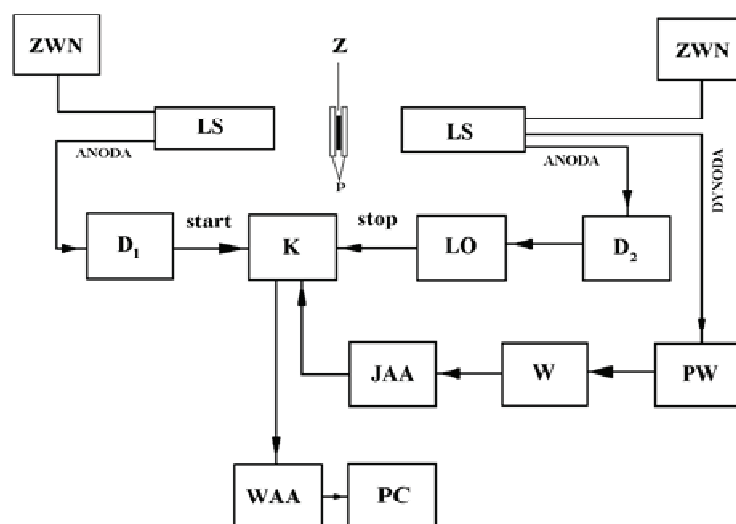 ZWN
Z
ZWN
LS
LS
ANODA
ANODA
DYNODA
P
start
stop
D₁
K
LO
D₂
JAA
W
PW
WAA
PC